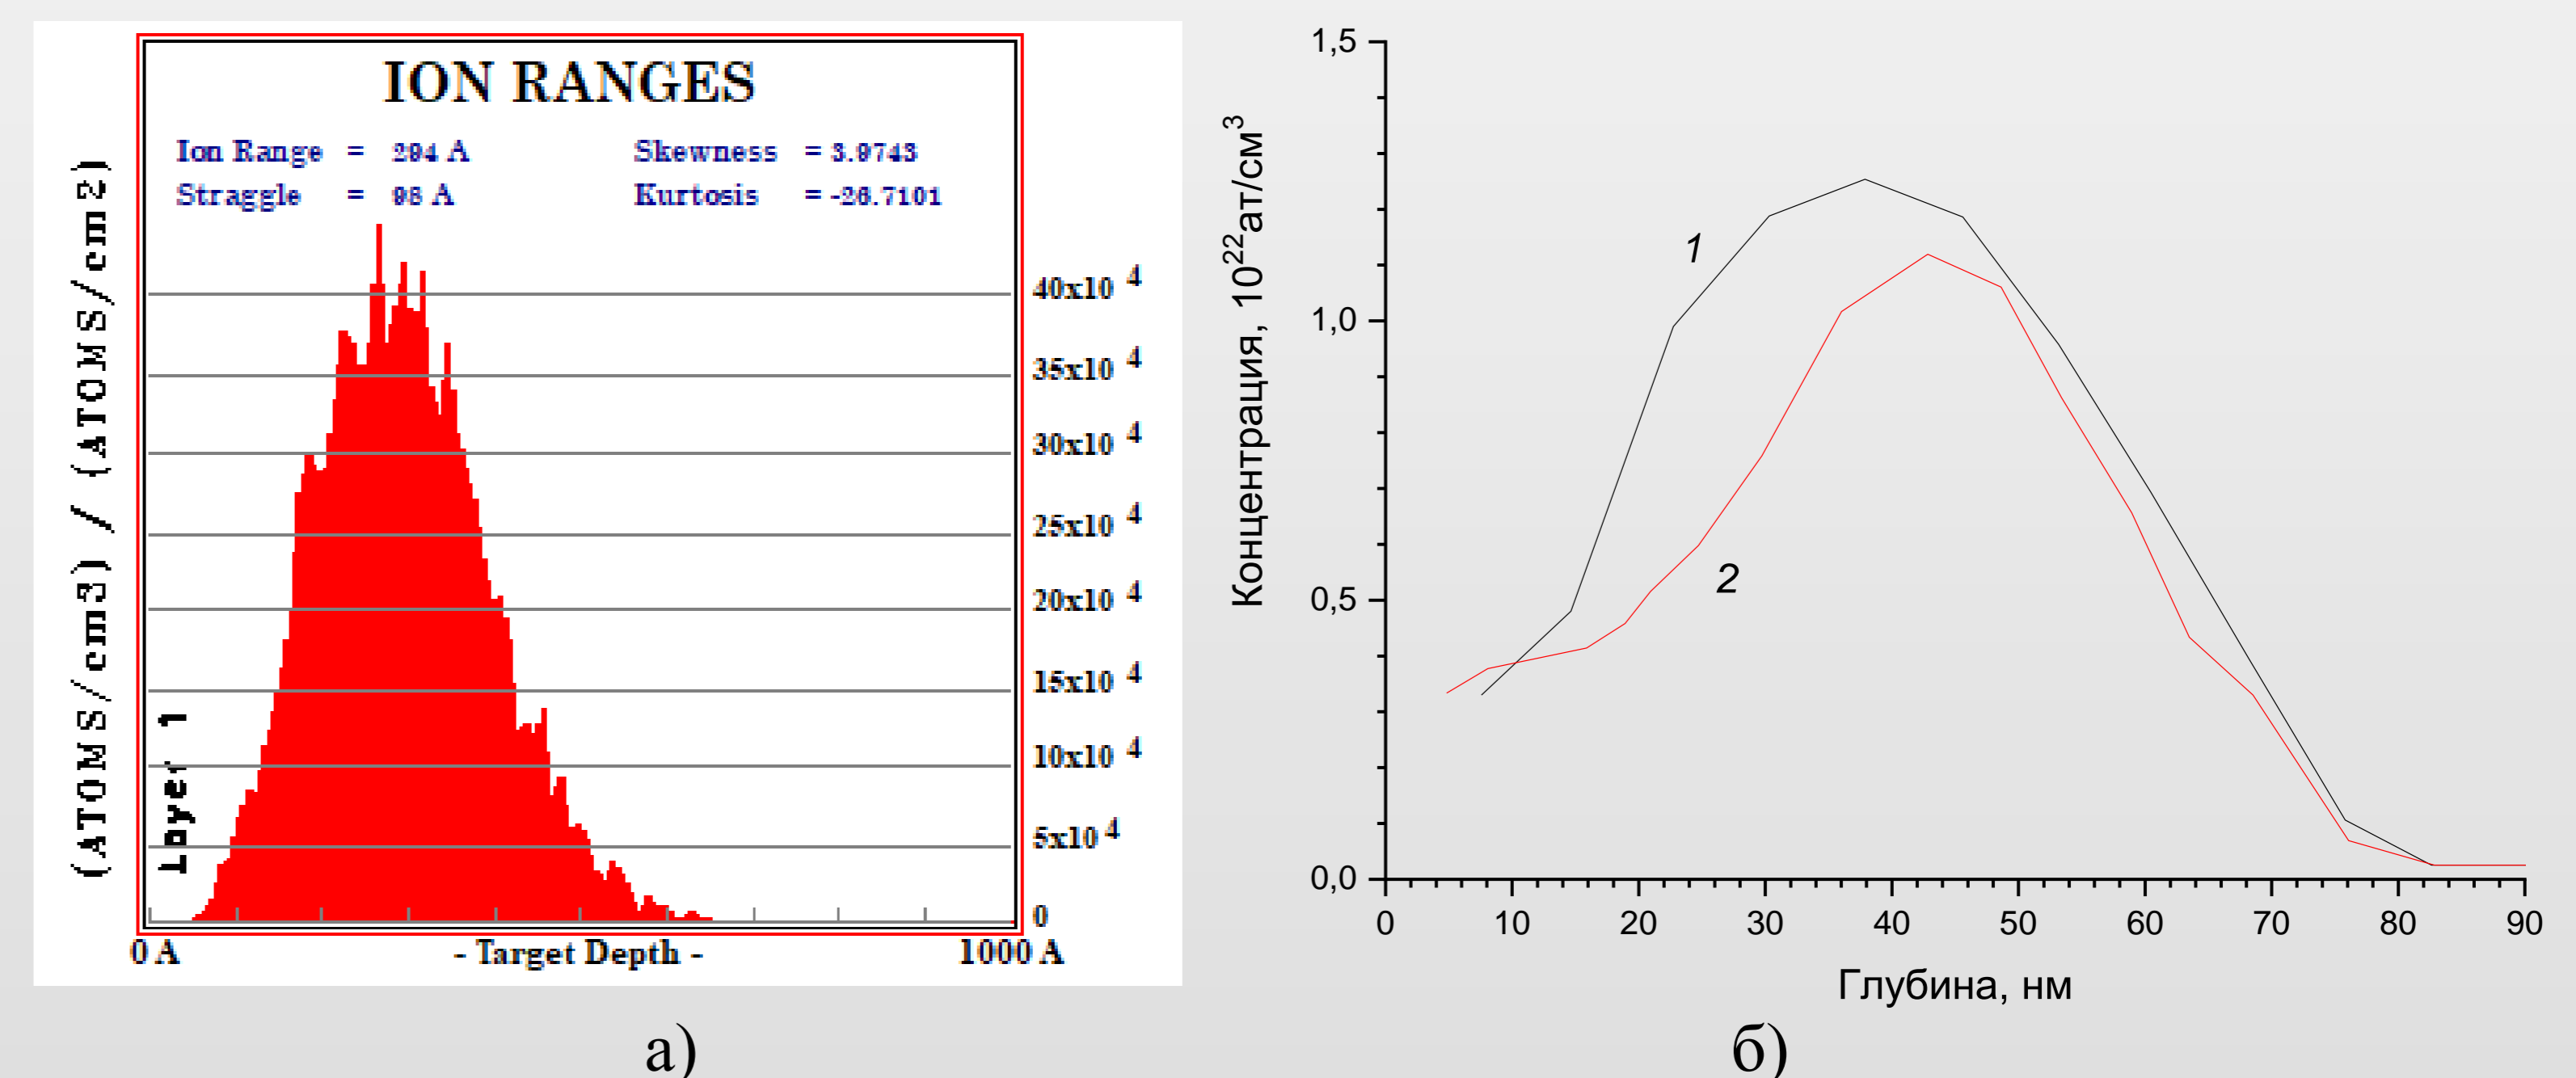 ION RANGES
Ion Range = 294 A Skewness = 3.9743
Straggle = 98 A Kurtosis = -26.7101
(ATOMS/cm3) / (ATOMS/cm2)
Layer 1
40x10 4
35x10 4
30x10 4
25x10 4
20x10 4
15x10 4
10x10 4
5x10 4
0
0 A - Target Depth - 1000 A
а)
Концентрация, 10²²ат/см³
1,5
1,0
0,5
0,0
1
2
0 10 20 30 40 50 60 70 80 90
Глубина, нм
б)